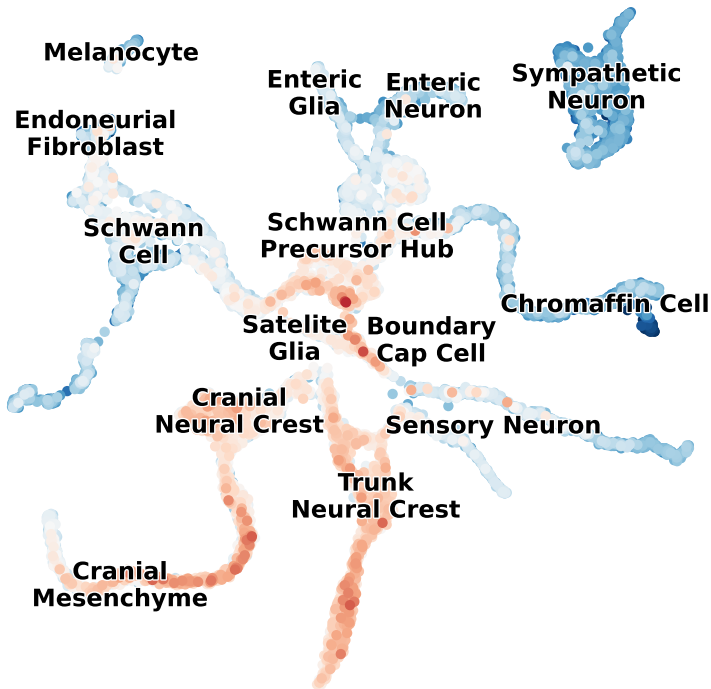 Melanocyte
Enteric
Glia
Enteric
Neuron
Sympathetic
Neuron
Endoneurial
Fibroblast
Schwann
Cell
Schwann Cell
Precursor Hub
Chromaffin Cell
Satelite
Glia
Boundary
Cap Cell
Cranial
Neural Crest
Sensory Neuron
Trunk
Neural Crest
Cranial
Mesenchyme